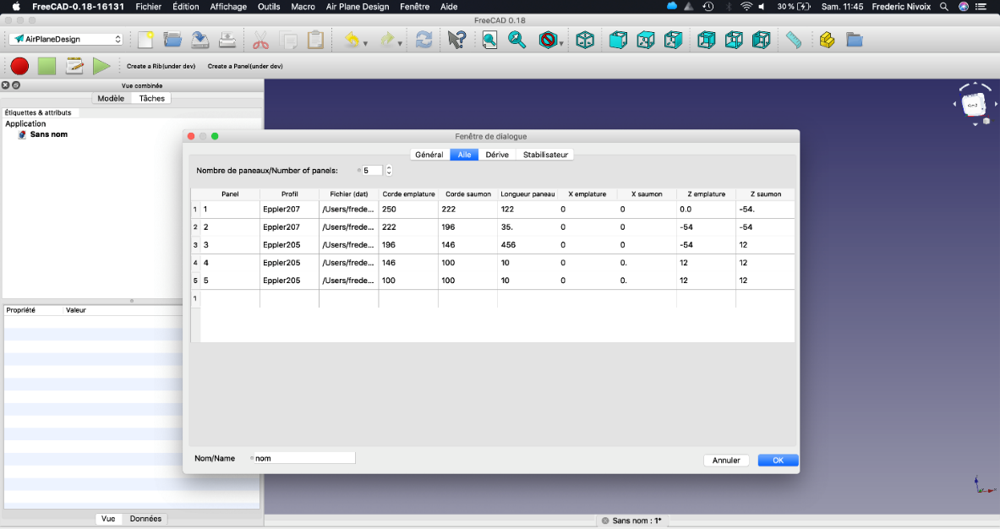 FreeCAD-0.18-16131 Fichier Édition Affichage Outils Macro Air Plane Design Fenêtre Aide 30 % Sam. 11:45 Frederic Nivoix
FreeCAD 0.18
AirPlaneDesign
Create a Rib(under dev) Create a Panel(under dev)
Vue combinée
Modèle Tâches
Étiquettes & attributs
Application
Sans nom
Fenêtre de dialogue
Général Aile Dérive Stabilisateur
Nombre de paneaux/Number of panels: 5
Panel Profil Fichier (dat) Corde emplature Corde saumon Longueur paneau X emplature X saumon Z emplature Z saumon
1 1 Eppler207 /Users/frede... 250 222 122 0 0 0.0 -54.
2 2 Eppler207 /Users/frede... 222 196 35. 0 0 -54 -54
3 3 Eppler205 /Users/frede... 196 146 456 0 0 -54 12
4 4 Eppler205 /Users/frede... 146 100 10 0 0. 12 12
5 5 Eppler205 /Users/frede... 100 100 10 0 0. 12 12
1
Propriété Valeur
Nom/Name nom
Annuler OK
Vue Données
Sans nom : 1*